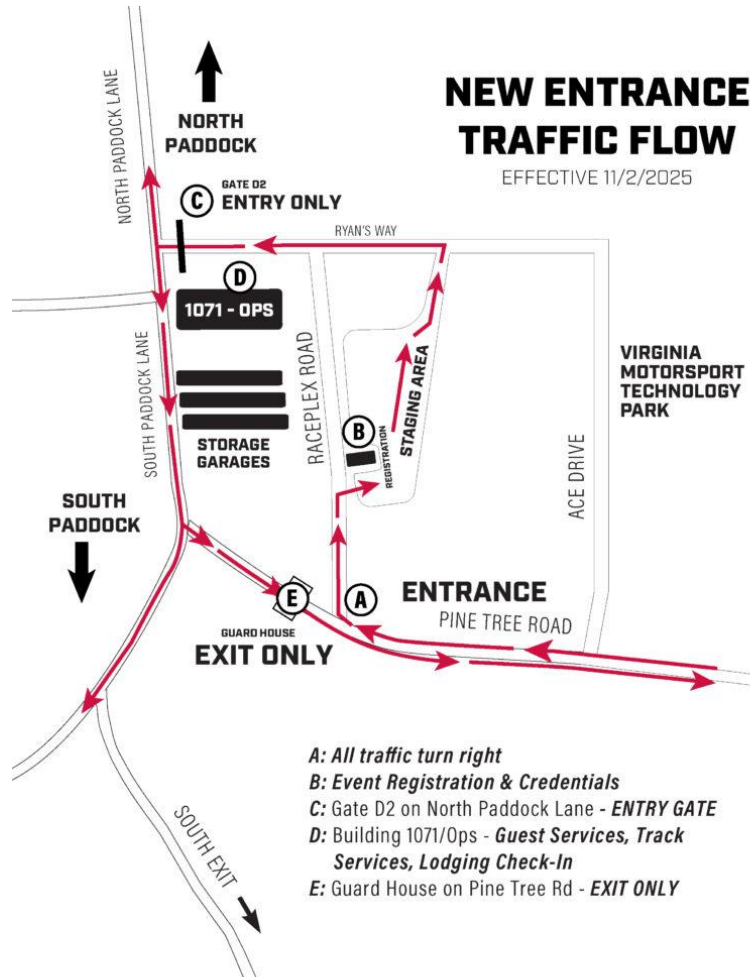 NEW ENTRANCE
TRAFFIC FLOW
EFFECTIVE 11/2/2025
NORTH PADDOCK LANE
NORTH
PADDOCK
C
GATE D2
ENTRY ONLY
RYAN'S WAY
D
1071 - OPS
SOUTH PADDOCK LANE
STORAGE
GARAGES
RACEPLEX ROAD
B
REGISTRATION
STAGING AREA
VIRGINIA
MOTORSPORT
TECHNOLOGY
PARK
ACE DRIVE
SOUTH
PADDOCK
E
GUARD HOUSE
EXIT ONLY
A
ENTRANCE
PINE TREE ROAD
SOUTH EXIT
A: All traffic turn right
B: Event Registration & Credentials
C: Gate D2 on North Paddock Lane - ENTRY GATE
D: Building 1071/Ops - Guest Services, Track
Services, Lodging Check-In
E: Guard House on Pine Tree Rd - EXIT ONLY